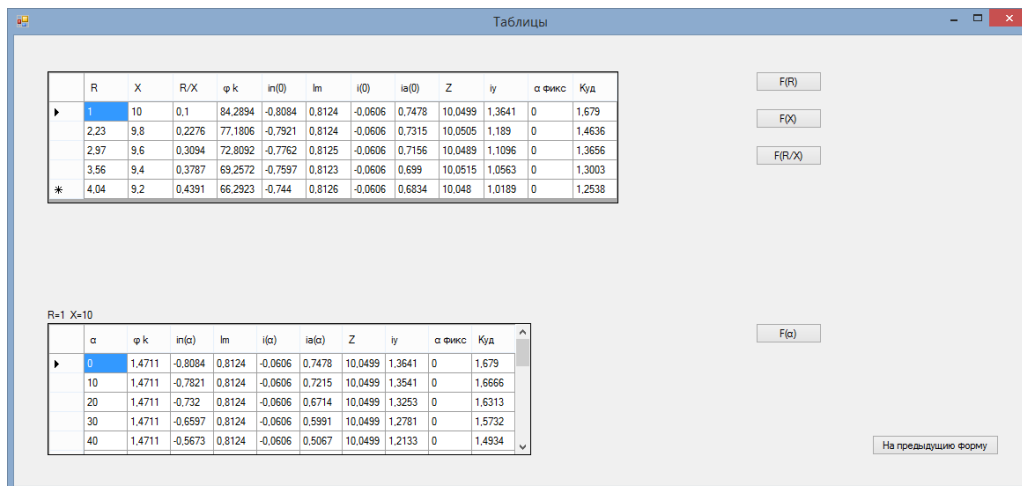 Таблицы
R X R/X φ k iп(0) Im i(0) ia(0) Z iy α фикс Куд
1 10 0,1 84,2894 -0,8084 0,8124 -0,0606 0,7478 10,0499 1,3641 0 1,679
2,23 9,8 0,2276 77,1806 -0,7921 0,8124 -0,0606 0,7315 10,0505 1,189 0 1,4636
2,97 9,6 0,3094 72,8092 -0,7762 0,8125 -0,0606 0,7156 10,0489 1,1096 0 1,3656
3,56 9,4 0,3787 69,2572 -0,7597 0,8123 -0,0606 0,699 10,0515 1,0563 0 1,3003
4,04 9,2 0,4391 66,2923 -0,744 0,8126 -0,0606 0,6834 10,048 1,0189 0 1,2538
F(R)
F(X)
F(R/X)
R=1 X=10
α φ k iп(α) Im i(α) ia(α) Z iy α фикс Куд
0 1,4711 -0,8084 0,8124 -0,0606 0,7478 10,0499 1,3641 0 1,679
10 1,4711 -0,7821 0,8124 -0,0606 0,7215 10,0499 1,3541 0 1,6666
20 1,4711 -0,732 0,8124 -0,0606 0,6714 10,0499 1,3253 0 1,6313
30 1,4711 -0,6597 0,8124 -0,0606 0,5991 10,0499 1,2781 0 1,5732
40 1,4711 -0,5673 0,8124 -0,0606 0,5067 10,0499 1,2133 0 1,4934
F(α)
На предыдущию форму